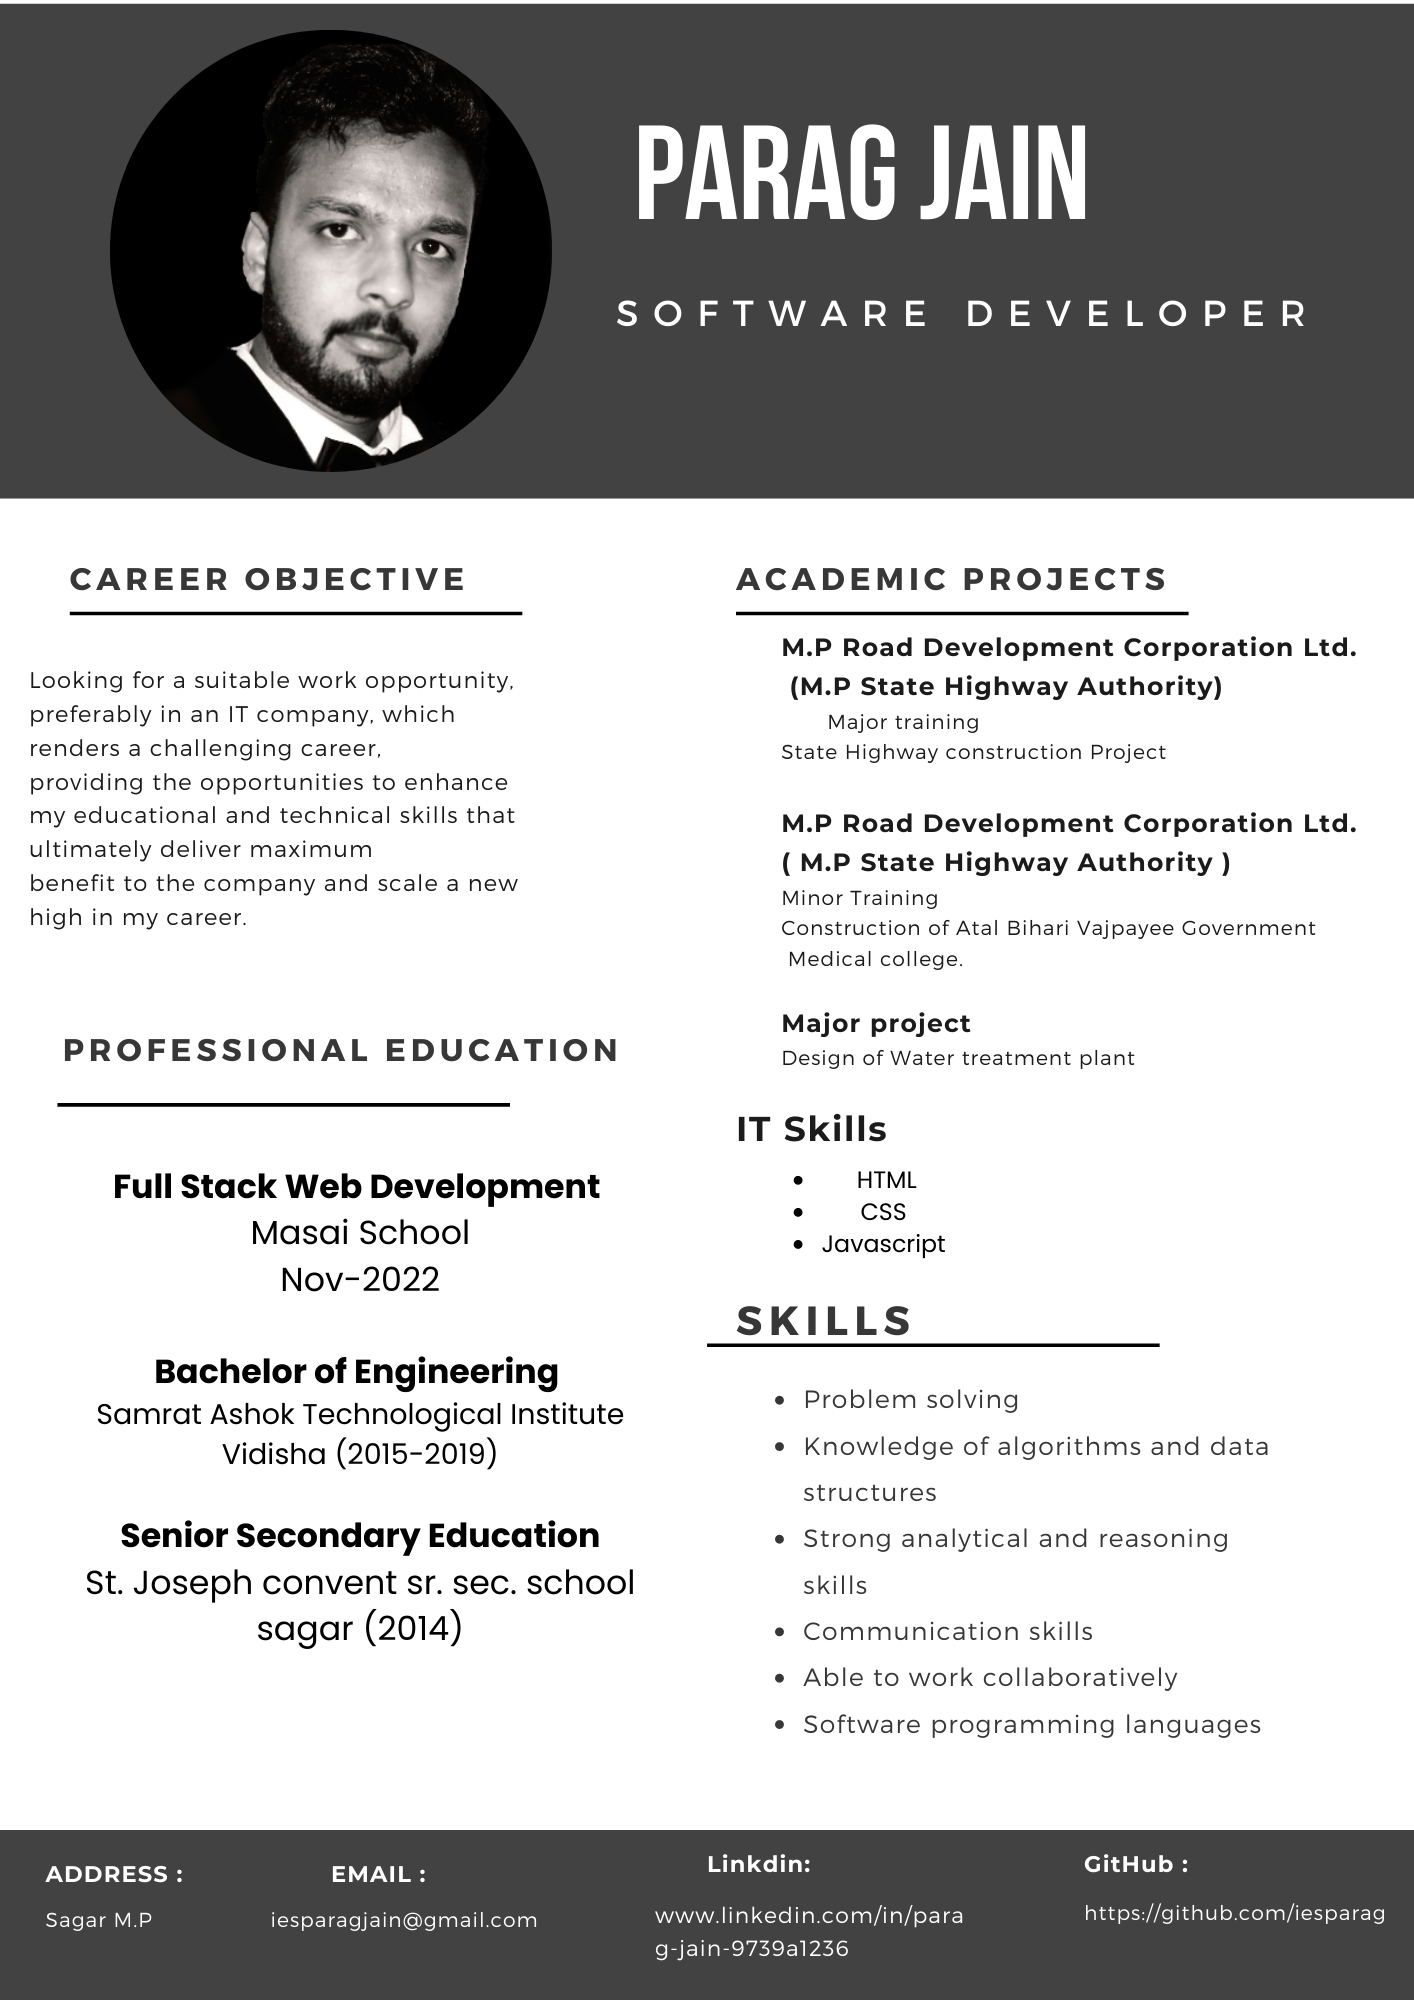 PARAG JAIN
SOFTWARE DEVELOPER
CAREER OBJECTIVE
Looking for a suitable work opportunity,
preferably in an IT company, which
renders a challenging career,
providing the opportunities to enhance
my educational and technical skills that
ultimately deliver maximum
benefit to the company and scale a new
high in my career.
PROFESSIONAL EDUCATION
Full Stack Web Development
Masai School
Nov-2022
Bachelor of Engineering
Samrat Ashok Technological Institute
Vidisha (2015-2019)
Senior Secondary Education
St. Joseph convent sr. sec. school
sagar (2014)
ACADEMIC PROJECTS
M.P Road Development Corporation Ltd.
(M.P State Highway Authority)
Major training
State Highway construction Project
M.P Road Development Corporation Ltd.
( M.P State Highway Authority )
Minor Training
Construction of Atal Bihari Vajpayee Government
Medical college.
Major project
Design of Water treatment plant
IT Skills
• HTML
• CSS
• Javascript
SKILLS
• Problem solving
• Knowledge of algorithms and data
structures
• Strong analytical and reasoning
skills
• Communication skills
• Able to work collaboratively
• Software programming languages
ADDRESS :
Sagar M.P
EMAIL :
iesparagjain@gmail.com
Linkdin:
www.linkedin.com/in/para
g-jain-9739a1236
GitHub :
https://github.com/iesparag